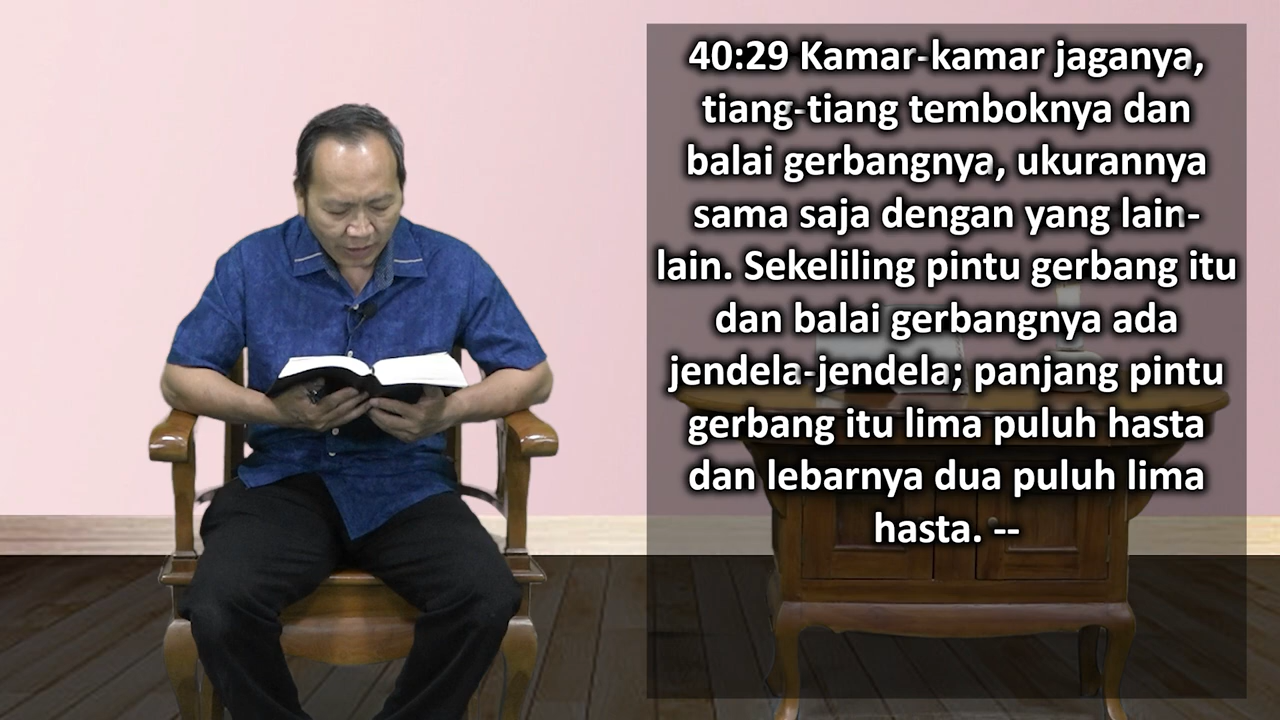 40:29 Kamar-kamar jaganya,
tiang-tiang temboknya dan
balai gerbangnya, ukurannya
sama saja dengan yang lain-
lain. Sekeliling pintu gerbang itu
dan balai gerbangnya ada
jendela-jendela; panjang pintu
gerbang itu lima puluh hasta
dan lebarnya dua puluh lima
hasta. --